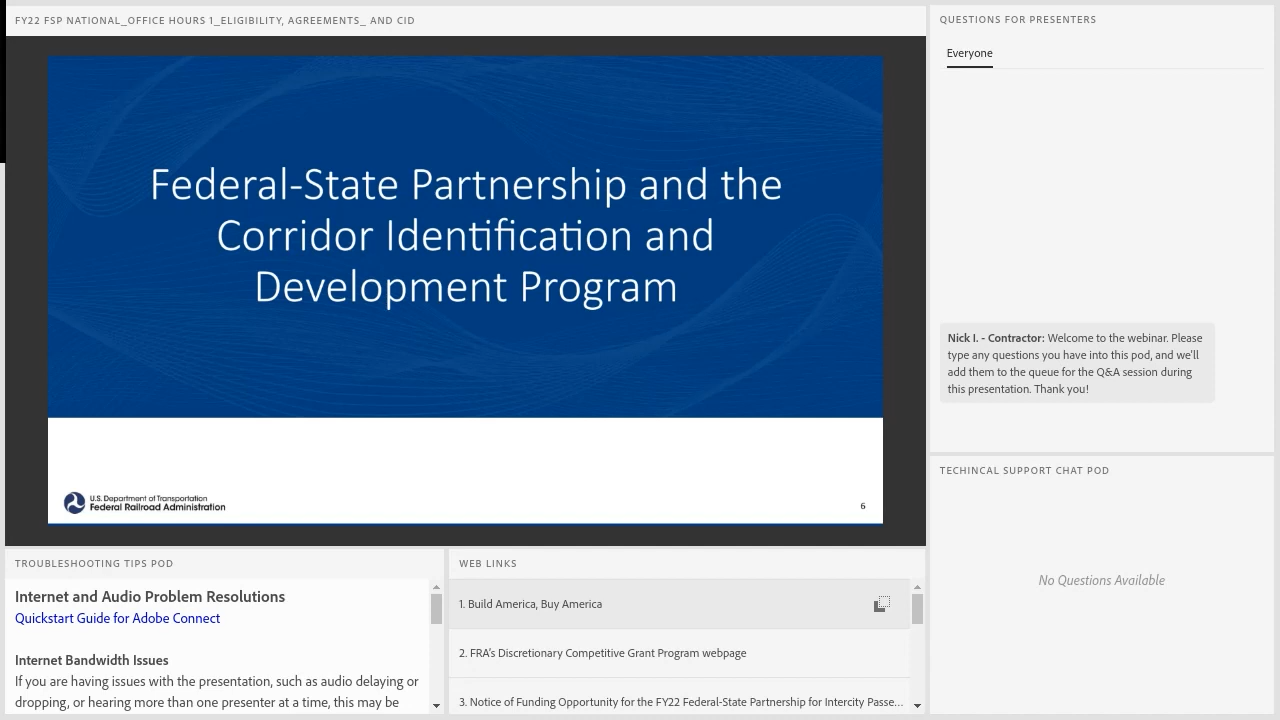 FY22 FSP NATIONAL_OFFICE HOURS 1_ELIGIBILITY, AGREEMENTS_ AND CID
Federal-State Partnership and the
Corridor Identification and
Development Program
U.S. Department of Transportation
Federal Railroad Administration
6
QUESTIONS FOR PRESENTERS
Everyone
Nick I. - Contractor: Welcome to the webinar. Please
type any questions you have into this pod, and we'll
add them to the queue for the Q&A session during
this presentation. Thank you!
TECHINCAL SUPPORT CHAT POD
No Questions Available
TROUBLESHOOTING TIPS POD
Internet and Audio Problem Resolutions
Quickstart Guide for Adobe Connect
Internet Bandwidth Issues
If you are having issues with the presentation, such as audio delaying or
dropping, or hearing more than one presenter at a time, this may be
WEB LINKS
1. Build America, Buy America
2. FRA's Discretionary Competitive Grant Program webpage
3. Notice of Funding Opportunity for the FY22 Federal-State Partnership for Intercity Passe...